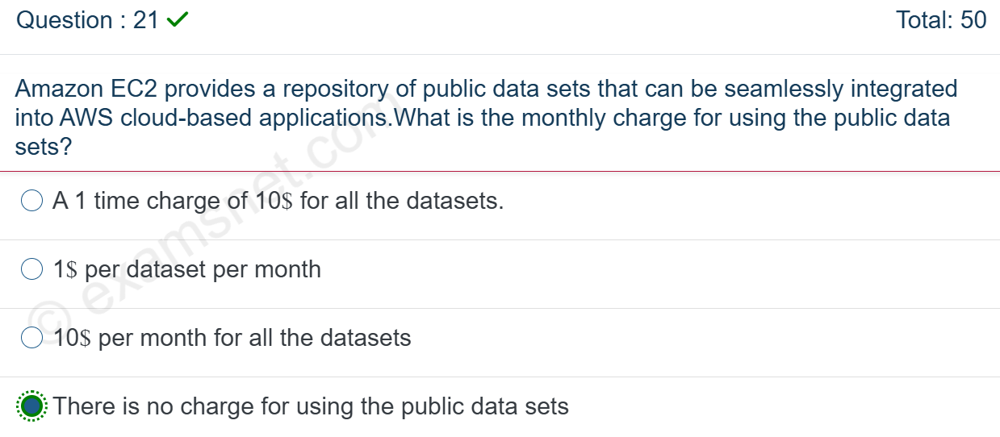 Question : 21
Total: 50
Amazon EC2 provides a repository of public data sets that can be seamlessly integrated
into AWS cloud-based applications.What is the monthly charge for using the public data
sets?
A 1 time charge of 10$ for all the datasets.
1$ per dataset per month
10$ per month for all the datasets
There is no charge for using the public data sets
© examsnet.com